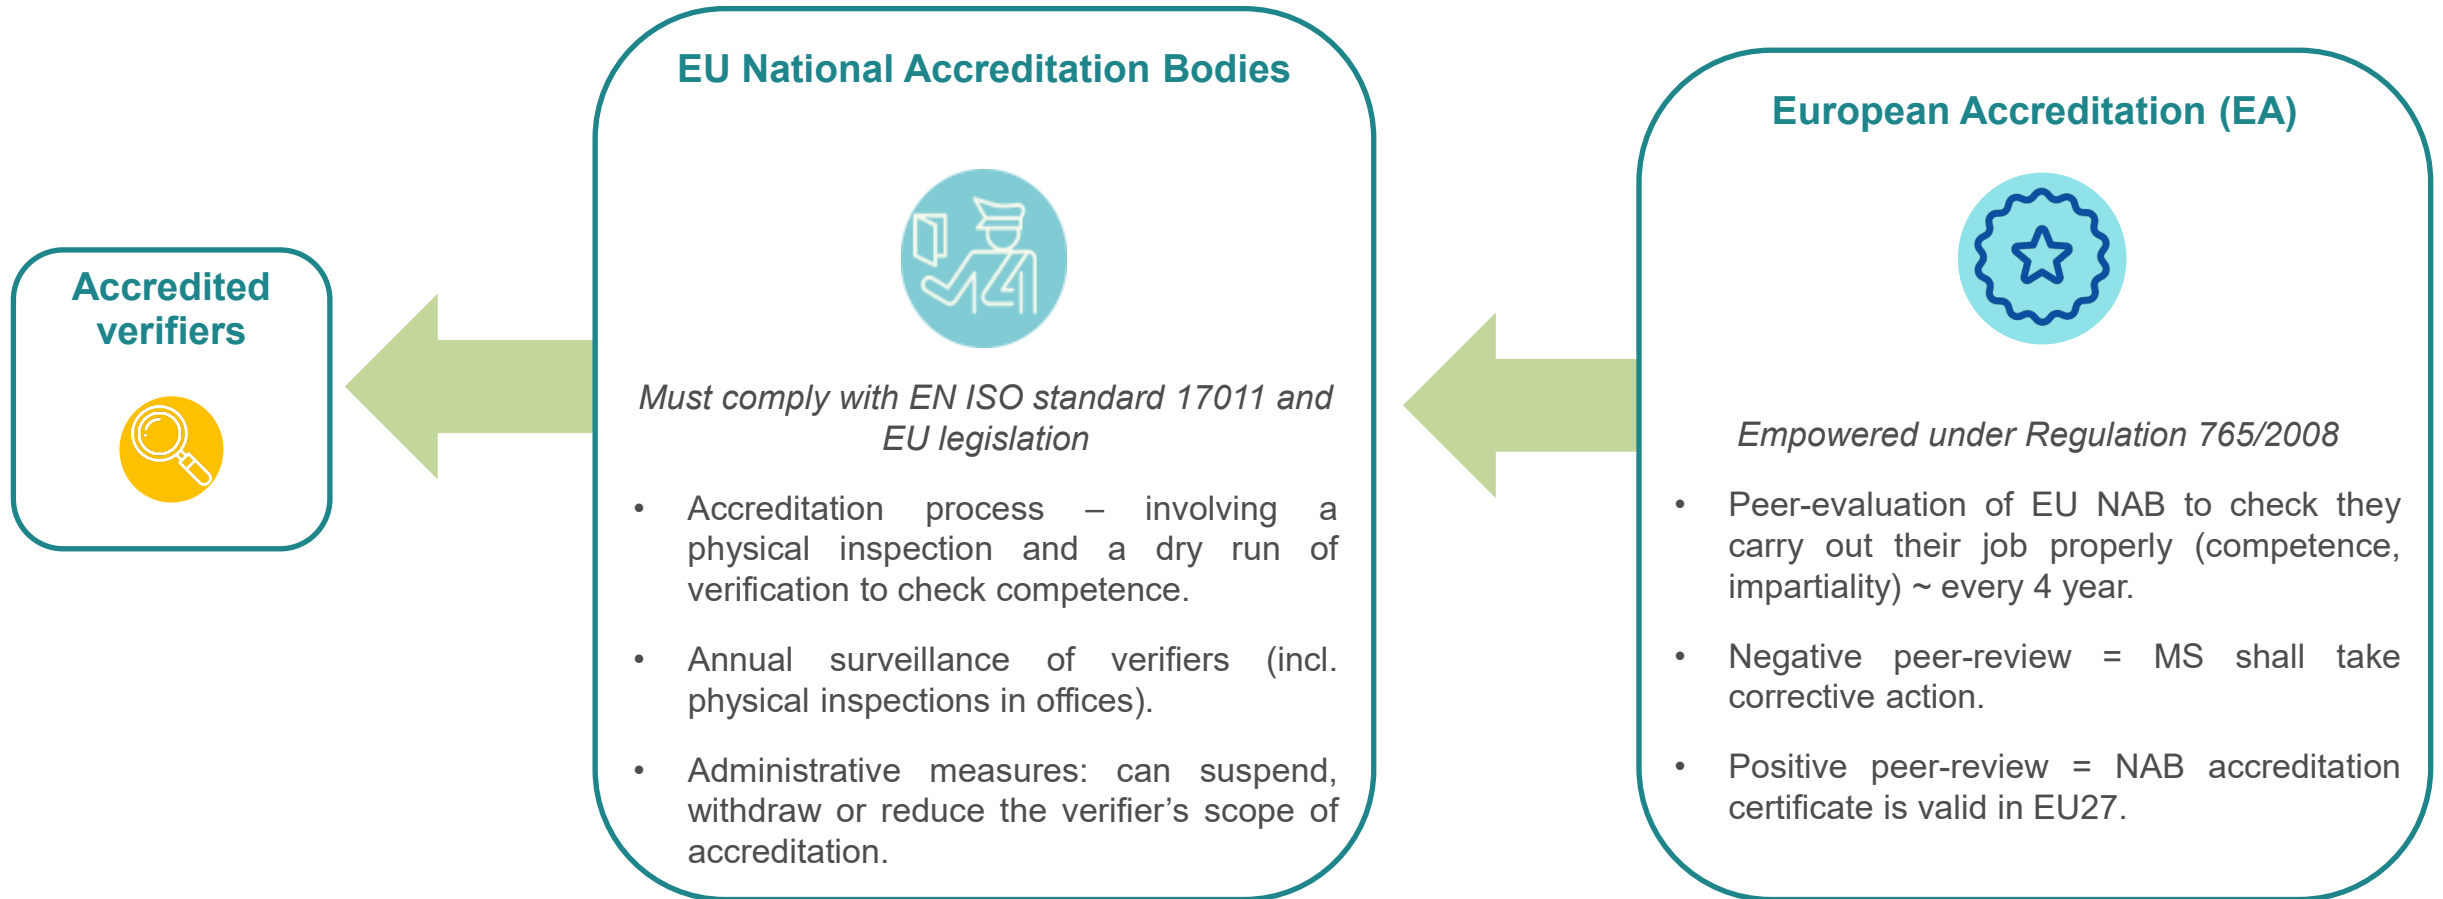 Accredited
verifiers
EU National Accreditation Bodies
Must comply with EN ISO standard 17011 and
EU legislation
• Accreditation process – involving a
physical inspection and a dry run of
verification to check competence.
• Annual surveillance of verifiers (incl.
physical inspections in offices).
• Administrative measures: can suspend,
withdraw or reduce the verifier’s scope of
accreditation.
European Accreditation (EA)
Empowered under Regulation 765/2008
• Peer-evaluation of EU NAB to check they
carry out their job properly (competence,
impartiality) ~ every 4 year.
• Negative peer-review = MS shall take
corrective action.
• Positive peer-review = NAB accreditation
certificate is valid in EU27.